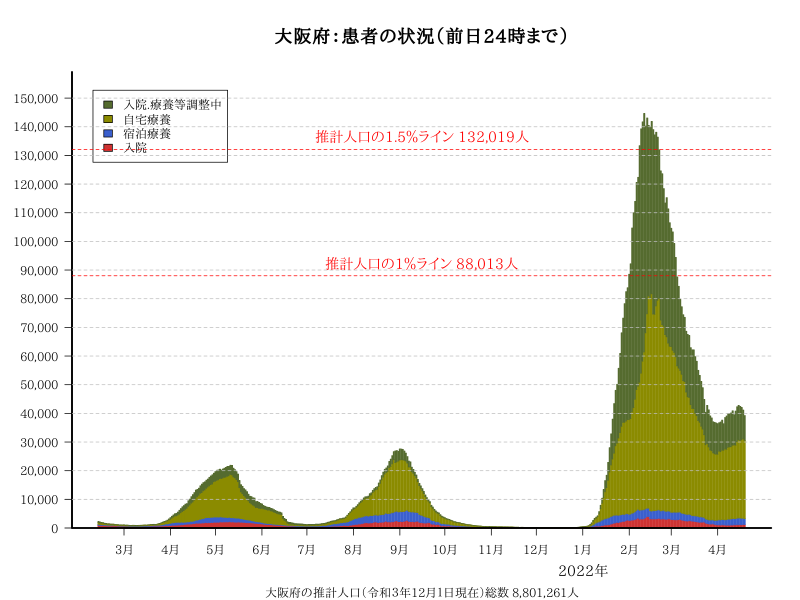 大阪府：患者の状況（前日24時まで）
入院.療養等調整中
自宅療養
宿泊療養
入院
150,000
140,000
130,000
120,000
110,000
100,000
90,000
80,000
70,000
60,000
50,000
40,000
30,000
20,000
10,000
0
推計人口の1.5%ライン 132,019人
推計人口の1%ライン 88,013人
3月 4月 5月 6月 7月 8月 9月 10月 11月 12月 1月 2月 3月 4月
2022年
大阪府の推計人口（令和3年12月1日現在）総数 8,801,261人